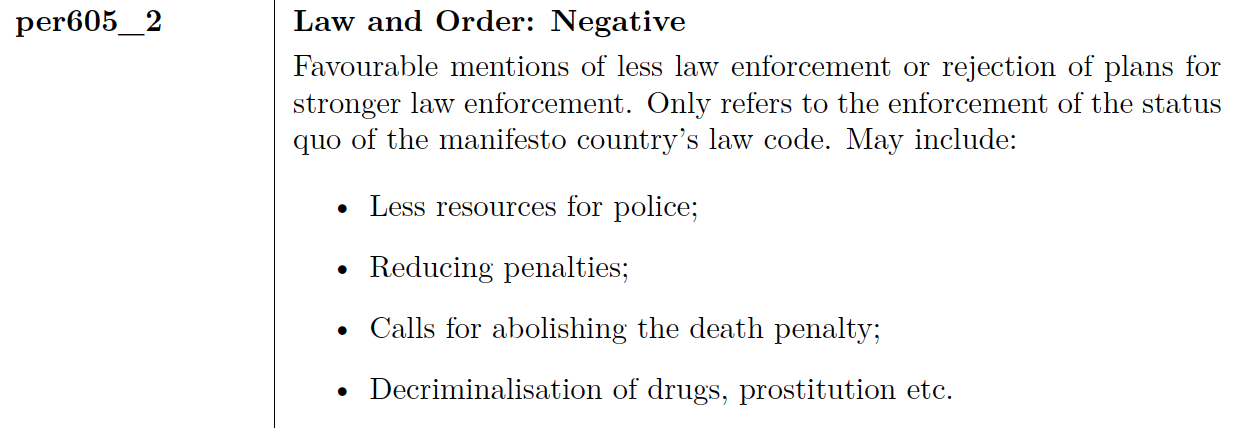 per605_2
Law and Order: Negative
Favourable mentions of less law enforcement or rejection of plans for
stronger law enforcement. Only refers to the enforcement of the status
quo of the manifesto country's law code. May include:
• Less resources for police;
• Reducing penalties;
• Calls for abolishing the death penalty;
• Decriminalisation of drugs, prostitution etc.